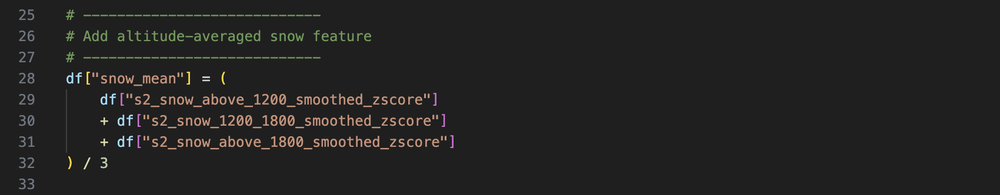 25 # ----------------------------
26 # Add altitude-averaged snow feature
27 # ----------------------------
28 df["snow_mean"] = (
29     df["s2_snow_above_1200_smoothed_zscore"]
30     + df["s2_snow_1200_1800_smoothed_zscore"]
31     + df["s2_snow_above_1800_smoothed_zscore"]
32 ) / 3
33